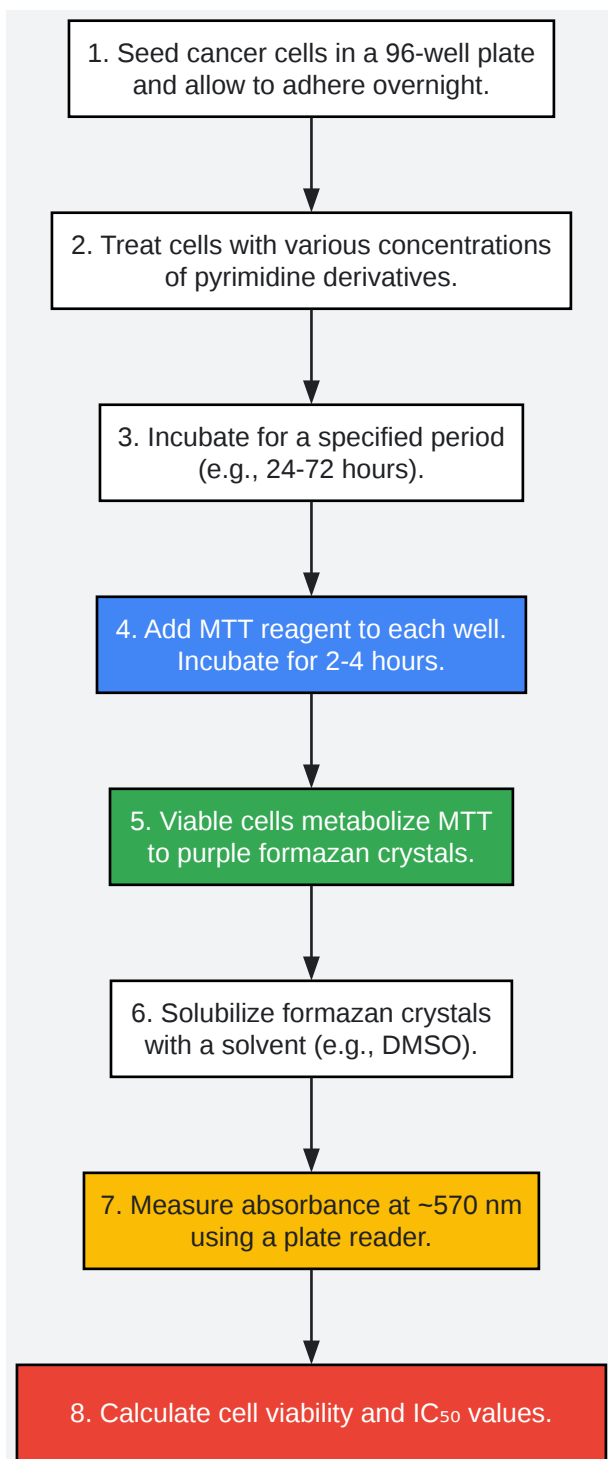 1. Seed cancer cells in a 96-well plate
and allow to adhere overnight.
2. Treat cells with various concentrations
of pyrimidine derivatives.
3. Incubate for a specified period
(e.g., 24-72 hours).
4. Add MTT reagent to each well.
Incubate for 2-4 hours.
5. Viable cells metabolize MTT
to purple formazan crystals.
6. Solubilize formazan crystals
with a solvent (e.g., DMSO).
7. Measure absorbance at ~570 nm
using a plate reader.
8. Calculate cell viability and IC₅₀ values.